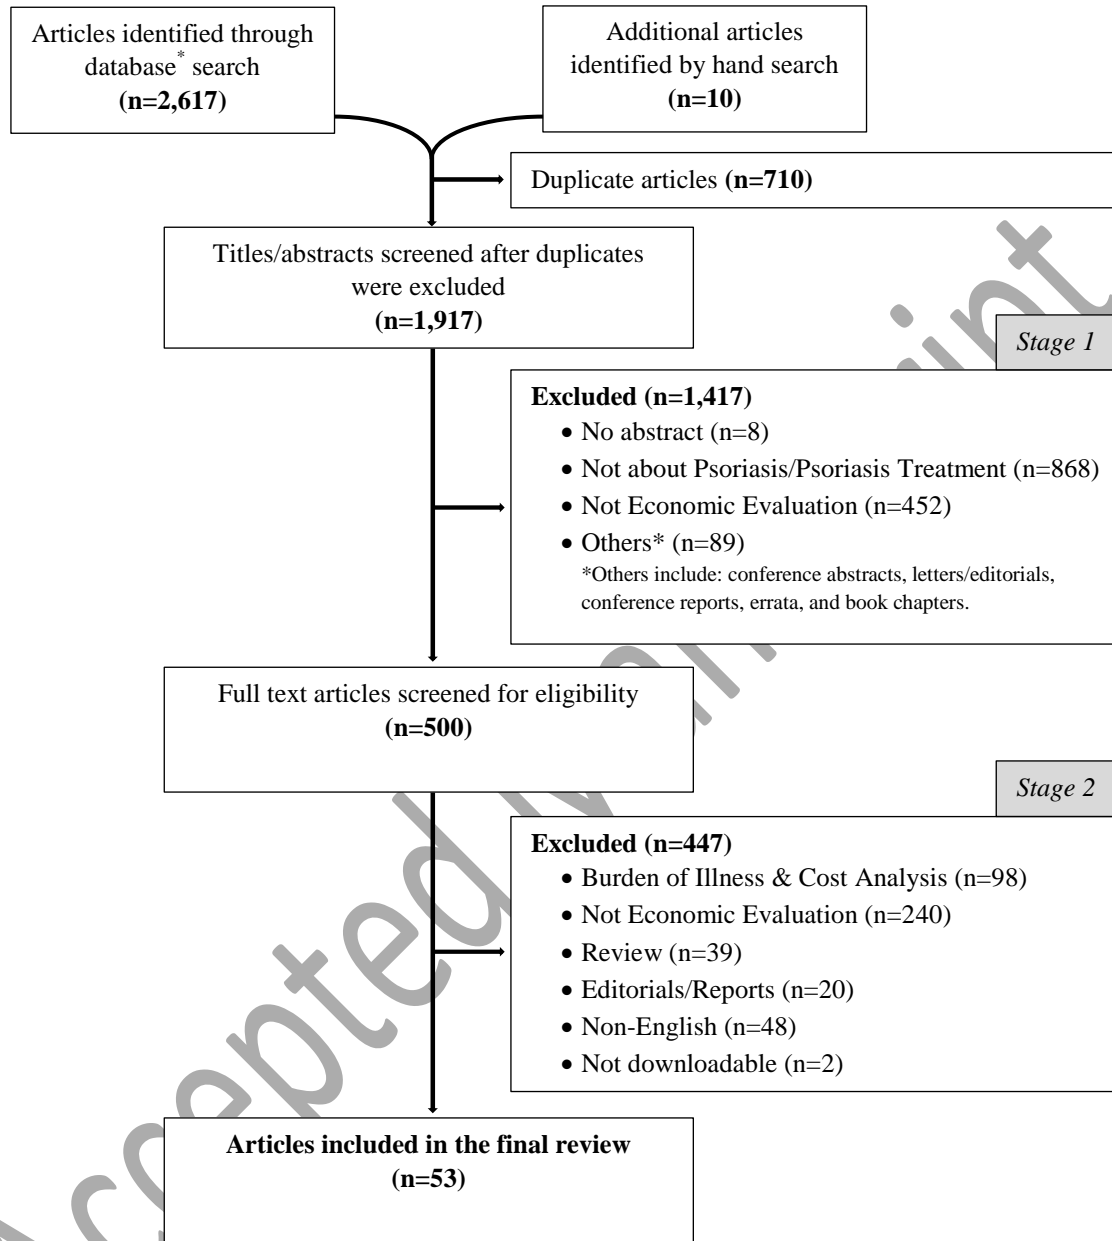 Articles identified through
database* search
(n=2,617)
Additional articles
identified by hand search
(n=10)
Duplicate articles (n=710)
Titles/abstracts screened after duplicates
were excluded
(n=1,917)
Stage 1
Excluded (n=1,417)
• No abstract (n=8)
• Not about Psoriasis/Psoriasis Treatment (n=868)
• Not Economic Evaluation (n=452)
• Others* (n=89)
*Others include: conference abstracts, letters/editorials,
conference reports, errata, and book chapters.
Full text articles screened for eligibility
(n=500)
Stage 2
Excluded (n=447)
• Burden of Illness & Cost Analysis (n=98)
• Not Economic Evaluation (n=240)
• Review (n=39)
• Editorials/Reports (n=20)
• Non-English (n=48)
• Not downloadable (n=2)
Articles included in the final review
(n=53)
Accepted